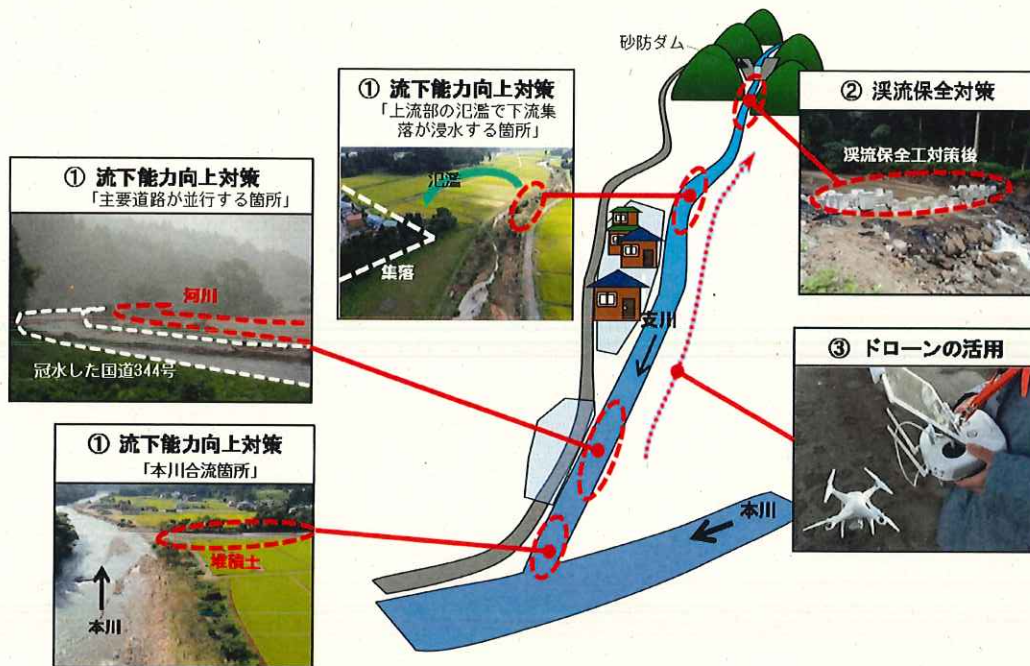 砂防ダム
① 流下能力向上対策
「上流部の氾濫で下流集
落が浸水する箇所」
氾濫
集落
② 渓流保全対策
渓流保全工対策後
① 流下能力向上対策
「主要道路が並行する箇所」
河川
冠水した国道344号
支川
③ ドローンの活用
① 流下能力向上対策
「本川合流箇所」
堆積土
本川
本川